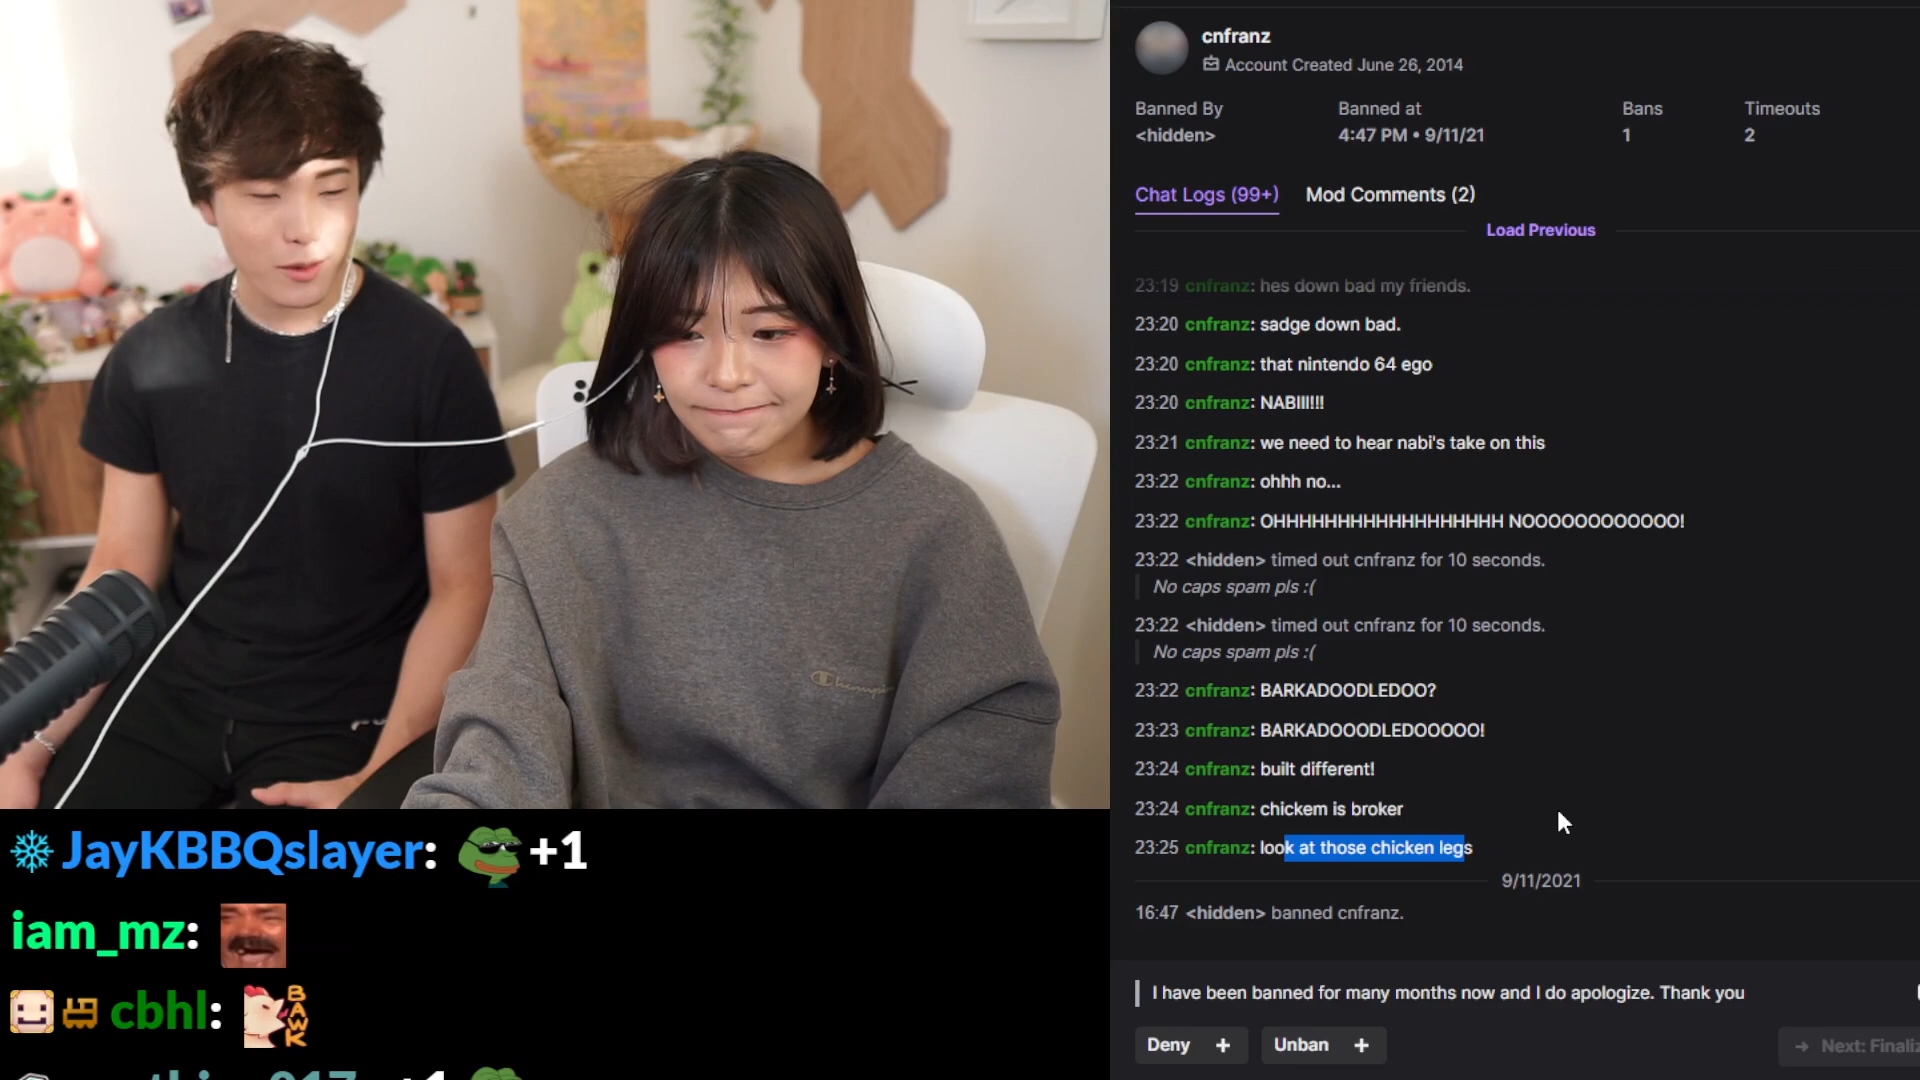 cnfranz
Account Created June 26, 2014
Banned By
Banned at
Bans
Timeouts
<hidden>
4:47 PM • 9/11/21
1
2
Chat Logs (99+)
Mod Comments (2)
Load Previous
23:19 cnfranz: hes down bad my friends.
23:20 cnfranz: sadge down bad.
23:20 cnfranz: that nintendo 64 ego
23:20 cnfranz: NABIII!!!
23:21 cnfranz: we need to hear nabi's take on this
23:22 cnfranz: ohhh no...
23:22 cnfranz: OHHHHHHHHHHHHHHHHHH NOOOOOOOOOOOO!
23:22 <hidden> timed out cnfranz for 10 seconds.
No caps spam pls :(
23:22 <hidden> timed out cnfranz for 10 seconds.
No caps spam pls :(
23:22 cnfranz: BARKADOODLEDOO?
23:23 cnfranz: BARKADOOODLEDOOOOO!
23:24 cnfranz: built different!
23:24 cnfranz: chickem is broker
23:25 cnfranz: look at those chicken legs
9/11/2021
16:47 <hidden> banned cnfranz.
I have been banned for many months now and I do apologize. Thank you
Deny +
Unban +
Next:
Champion
JayKBBQslayer: +1
iam_mz:
cbhl: BAWK
+1